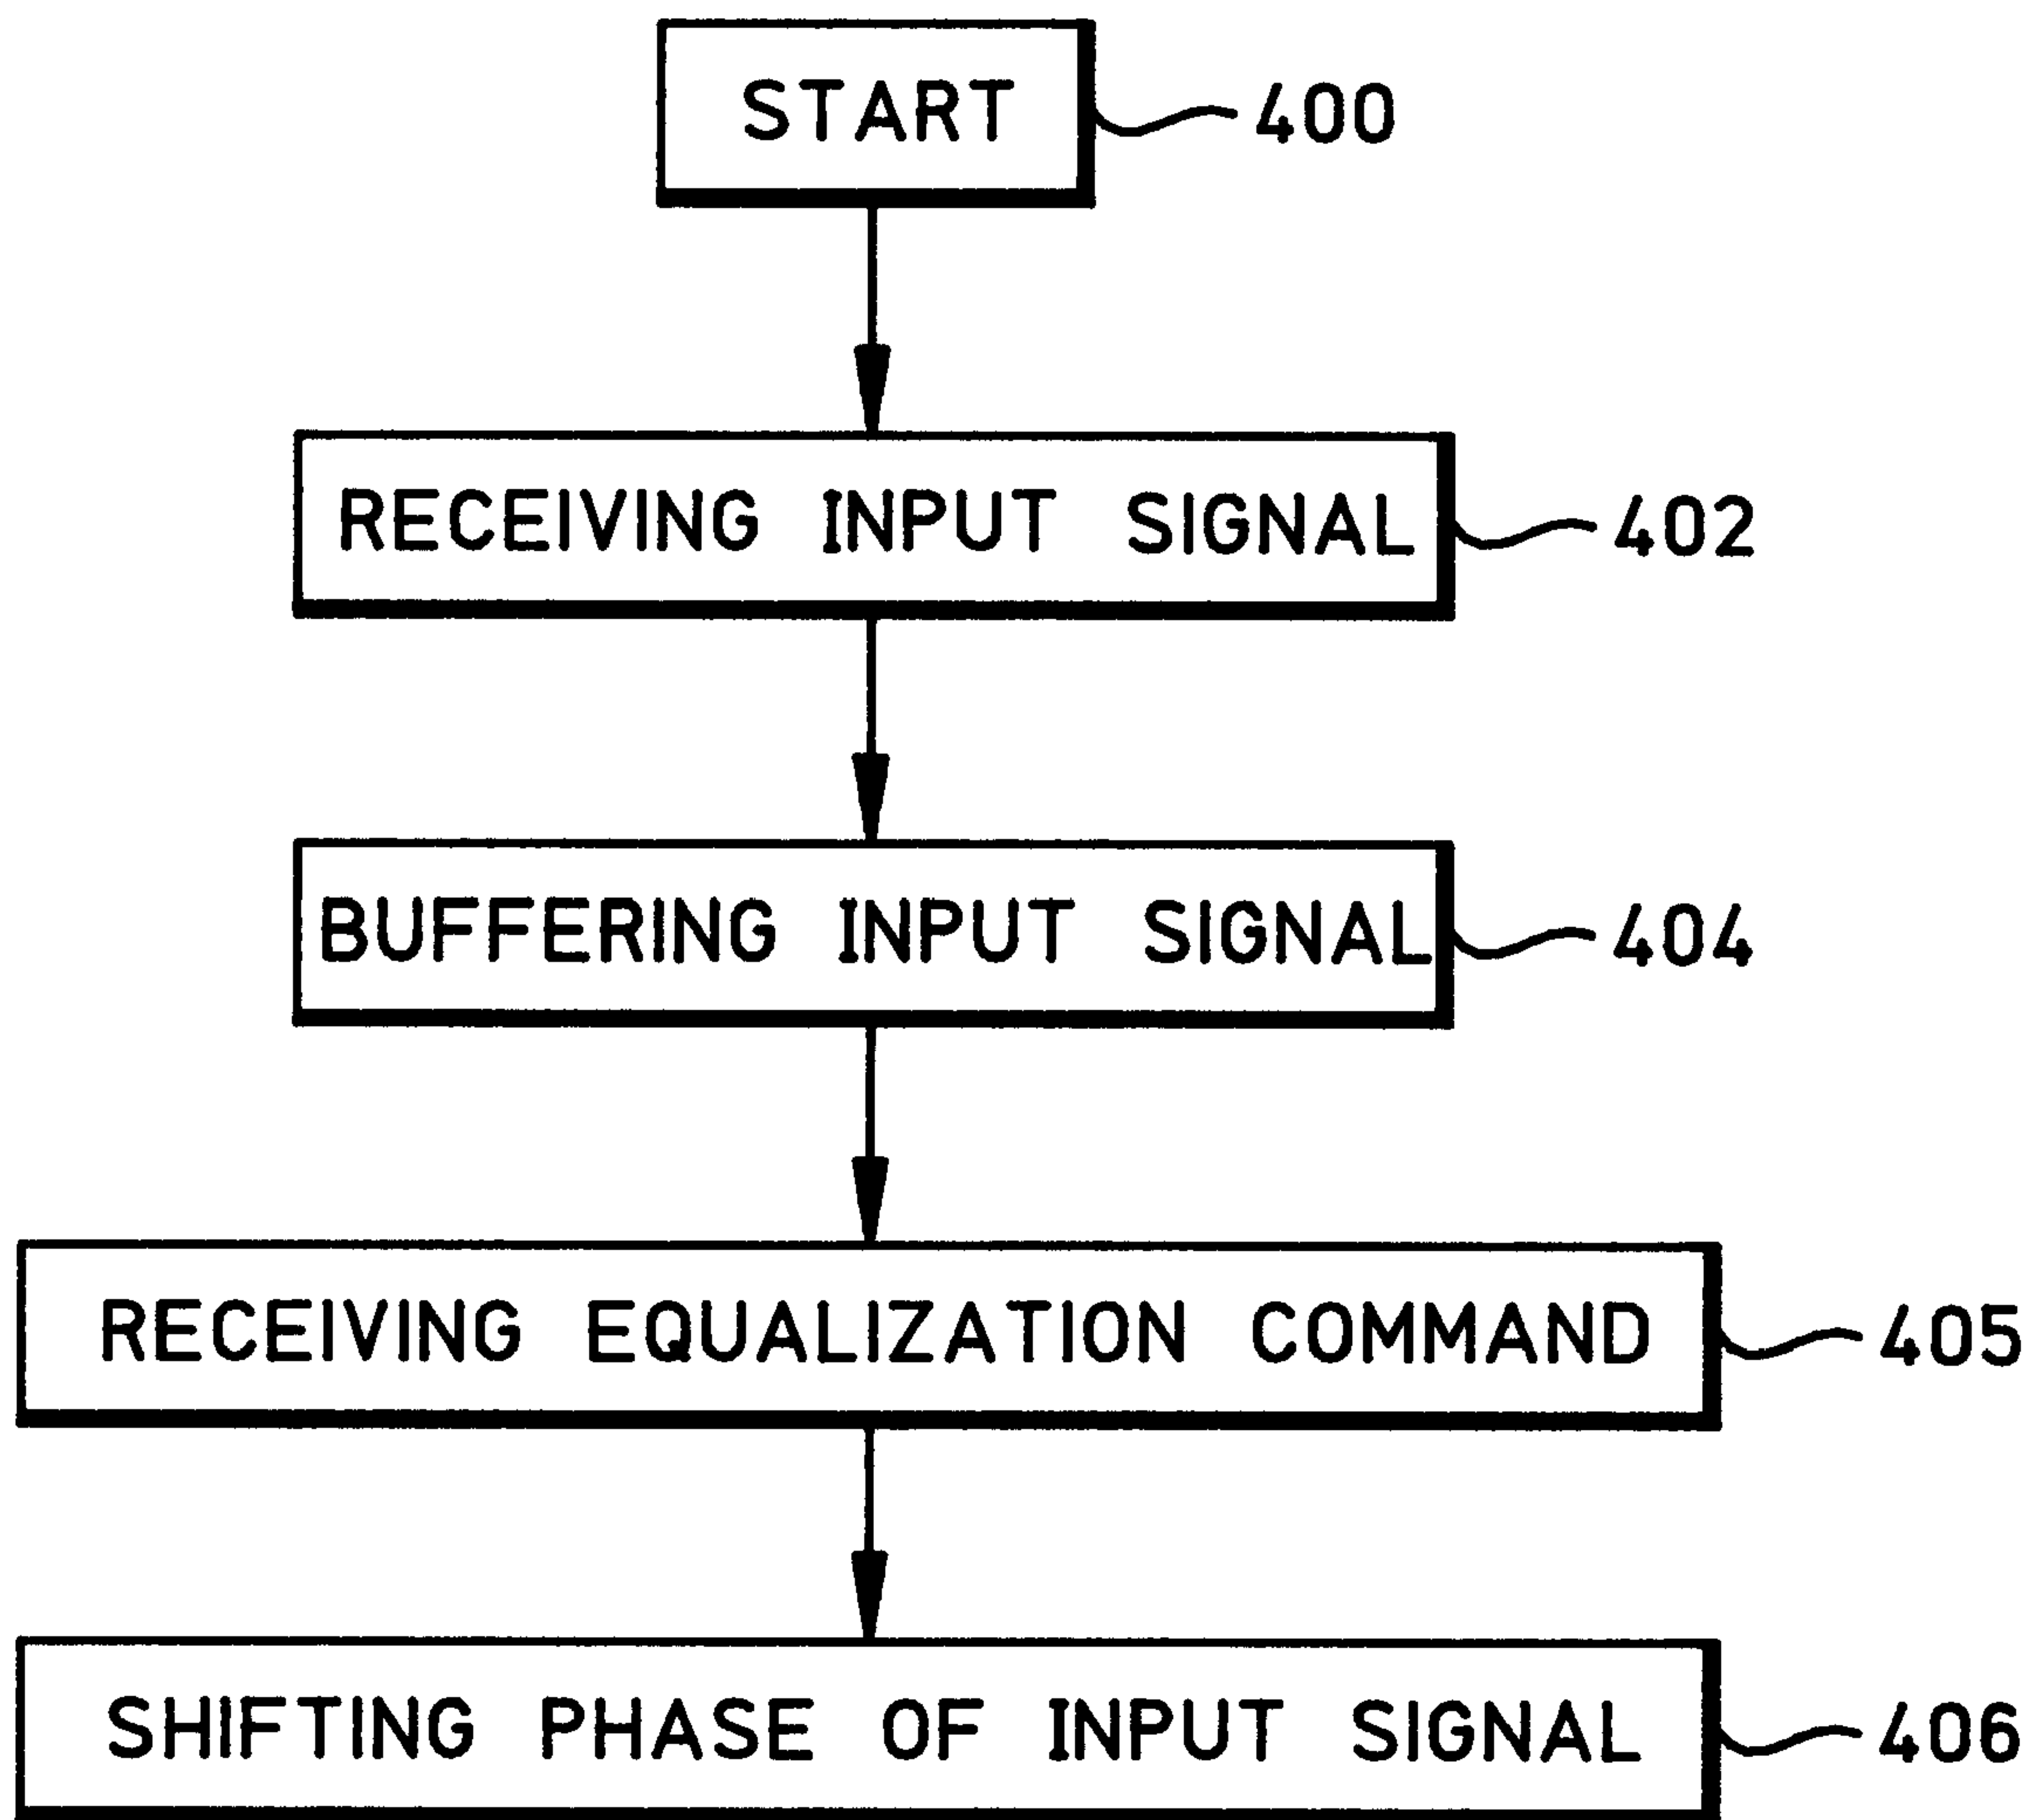 START 400
RECEIVING INPUT SIGNAL 402
BUFFERING INPUT SIGNAL 404
RECEIVING EQUALIZATION COMMAND 405
SHIFTING PHASE OF INPUT SIGNAL 406